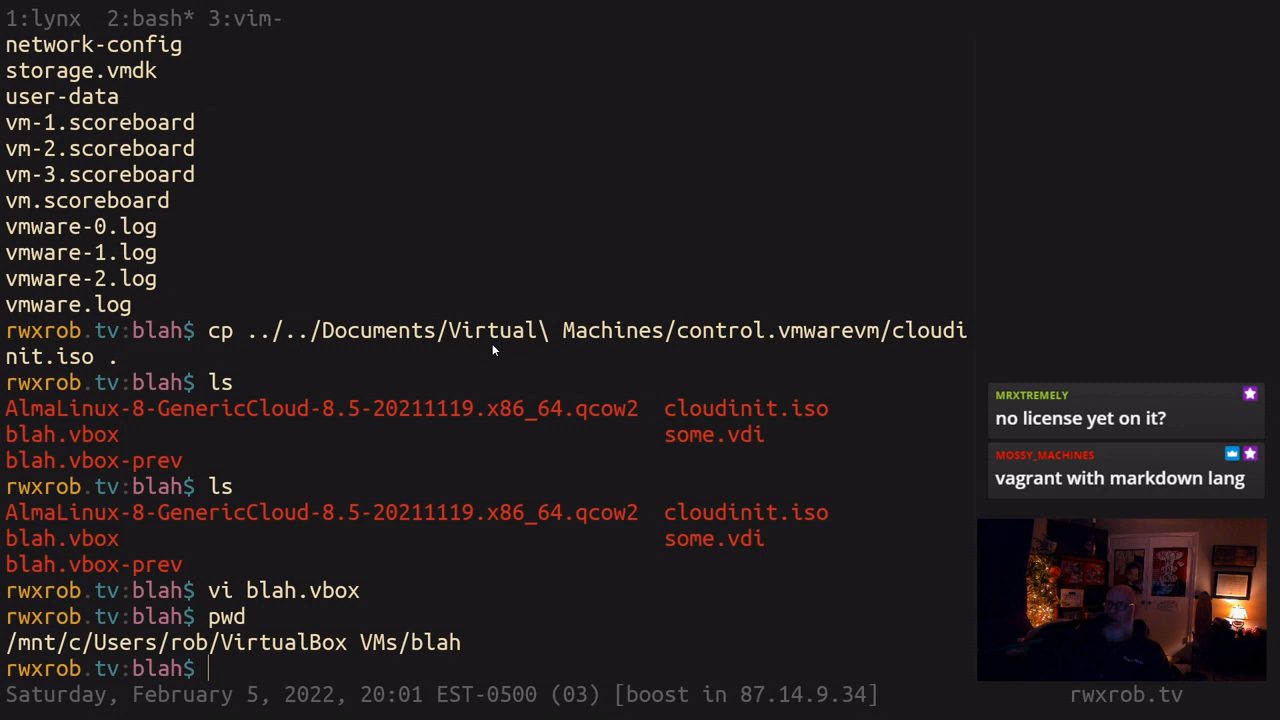 1:lynx  2:bash* 3:vim-
network-config
storage.vmdk
user-data
vm-1.scoreboard
vm-2.scoreboard
vm-3.scoreboard
vm.scoreboard
vmware-0.log
vmware-1.log
vmware-2.log
vmware.log
rwxrob.tv:blah$ cp ../../Documents/Virtual\ Machines/control.vmwarevm/cloudi
nit.iso .
rwxrob.tv:blah$ ls
AlmaLinux-8-GenericCloud-8.5-20211119.x86_64.qcow2  cloudinit.iso
blah.vbox                                           some.vdi
blah.vbox-prev
rwxrob.tv:blah$ ls
AlmaLinux-8-GenericCloud-8.5-20211119.x86_64.qcow2  cloudinit.iso
blah.vbox                                           some.vdi
blah.vbox-prev
rwxrob.tv:blah$ vi blah.vbox
rwxrob.tv:blah$ pwd
/mnt/c/Users/rob/VirtualBox VMs/blah
rwxrob.tv:blah$
Saturday, February 5, 2022, 20:01 EST-0500 (03) [boost in 87.14.9.34]
MRXTREMELY
no license yet on it?
MOSSY_MACHINES
vagrant with markdown lang
rwxrob.tv